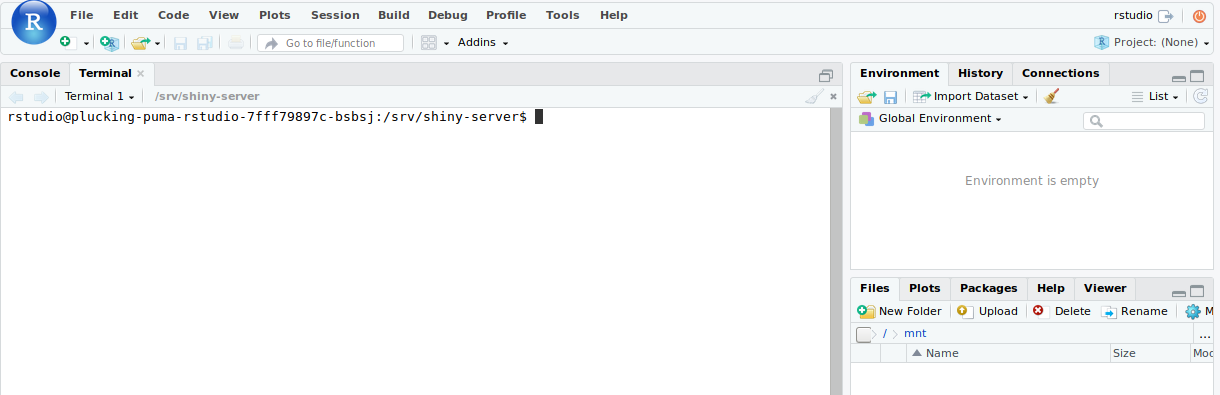 R
File Edit Code View Plots Session Build Debug Profile Tools Help
rstudio
Go to file/function
Addins
Project: (None)
Console Terminal
Terminal 1
/srv/shiny-server
rstudio@plucking-puma-rstudio-7fff79897c-bsbsj:/srv/shiny-server$
Environment History Connections
Import Dataset
List
Global Environment
Environment is empty
Files Plots Packages Help Viewer
New Folder Upload Delete Rename M
/ mnt
...
Name Size Moc